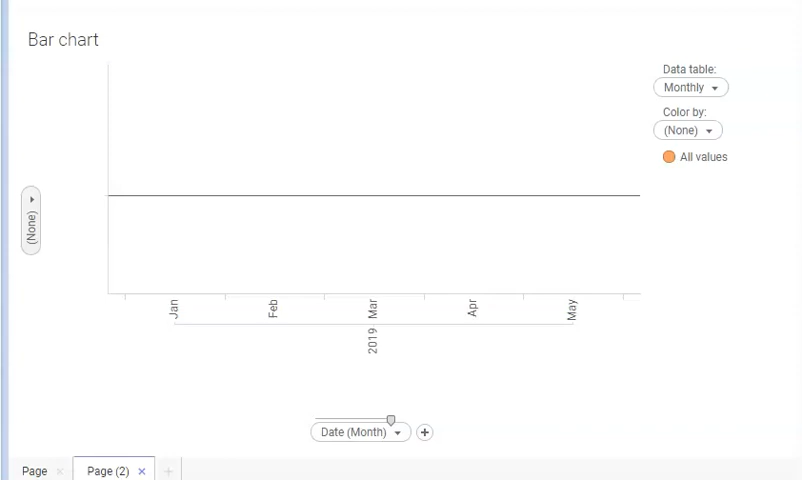 Bar chart
Data table:
Monthly
Color by:
(None)
All values
(None)
Jan
Feb
Mar
Apr
May
2019
Date (Month)
Page
Page (2)